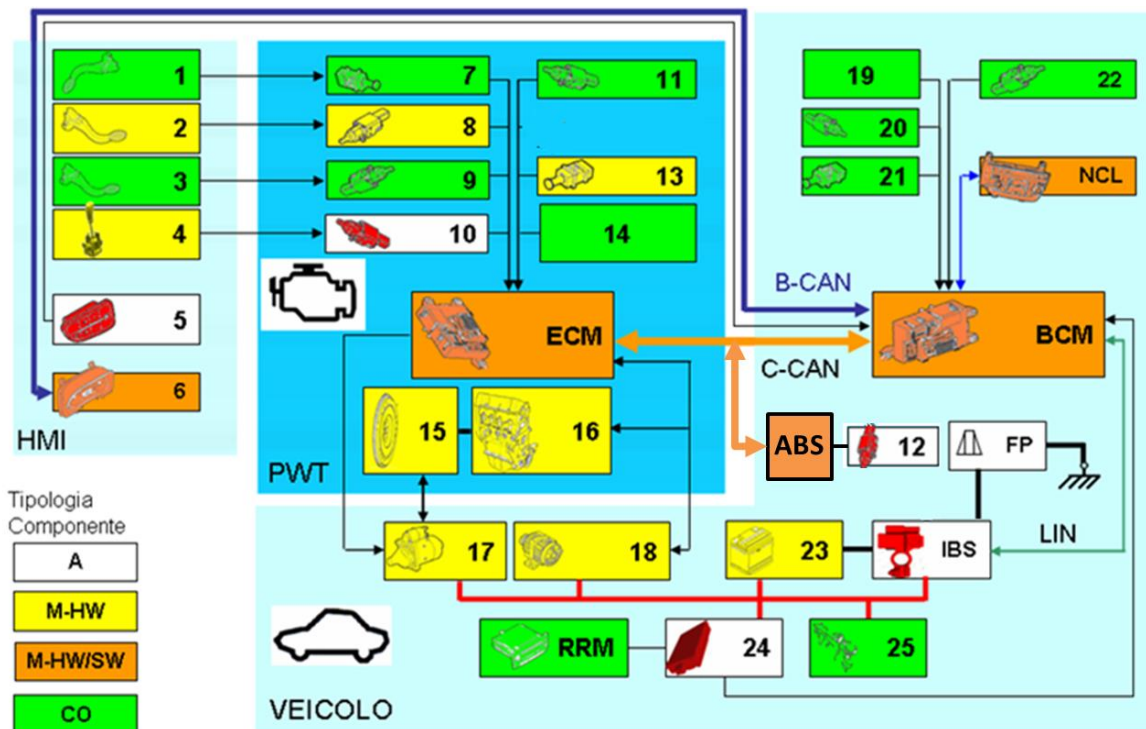 1
7
11
19
22
2
8
20
3
9
13
21
NCL
4
10
14
B-CAN
5
ECM
BCM
C-CAN
6
HMI
15
16
ABS
12
FP
PWT
Tipologia
Componente
A
M-HW
M-HW/SW
CO
17
18
23
IBS
LIN
RRM
24
25
VEICOLO